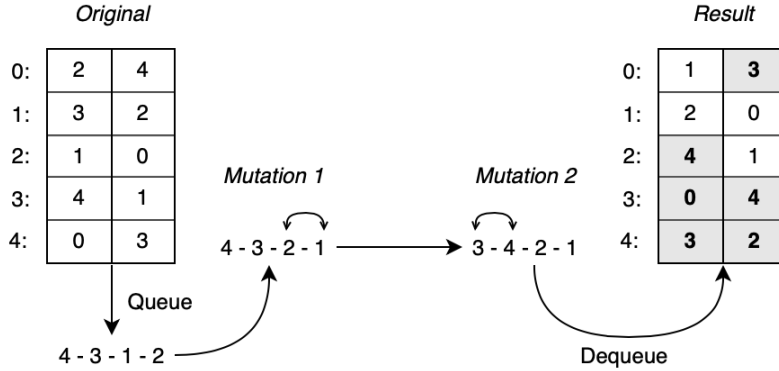 Original
Result
0: 2 4
1: 3 2
2: 1 0
3: 4 1
4: 0 3
Queue
4 - 3 - 1 - 2
Mutation 1
4 - 3 - 2 - 1
Mutation 2
3 - 4 - 2 - 1
Dequeue
0: 1 3
1: 2 0
2: 4 1
3: 0 4
4: 3 2